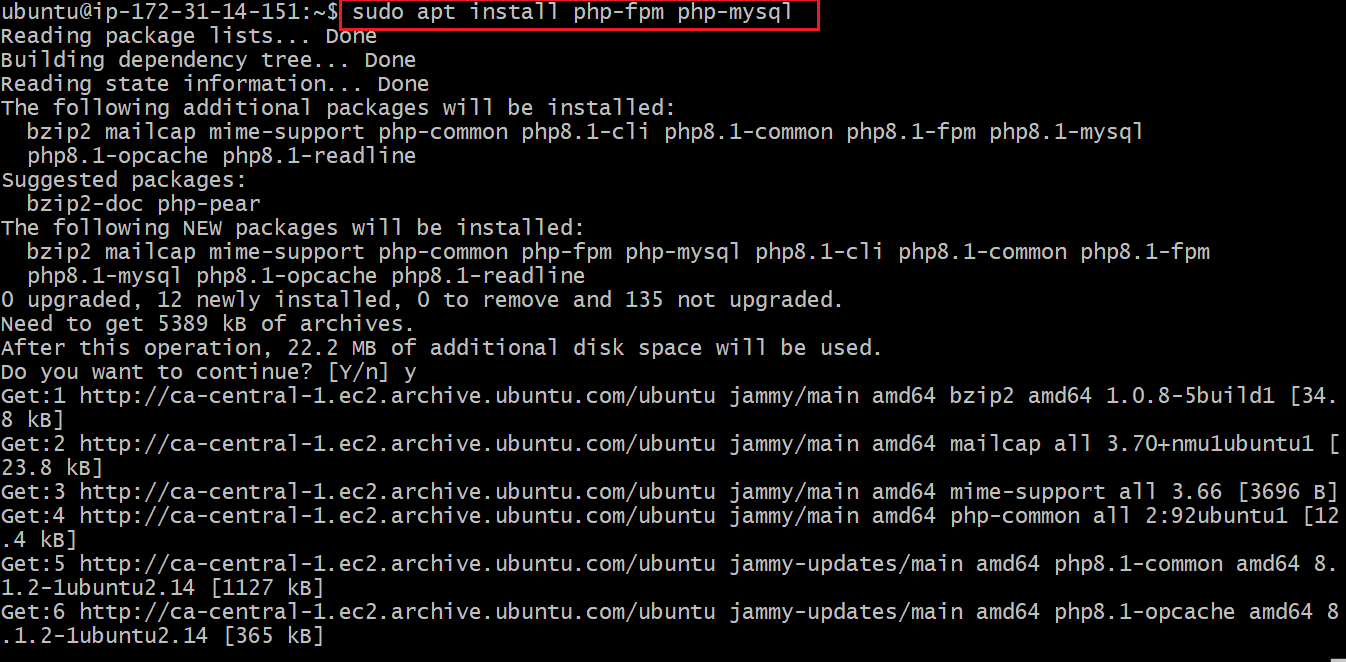 ubuntu@ip-172-31-14-151:~$ sudo apt install php-fpm php-mysql
Reading package lists... Done
Building dependency tree... Done
Reading state information... Done
The following additional packages will be installed:
  bzip2 mailcap mime-support php-common php8.1-cli php8.1-common php8.1-fpm php8.1-mysql
  php8.1-opcache php8.1-readline
Suggested packages:
  bzip2-doc php-pear
The following NEW packages will be installed:
  bzip2 mailcap mime-support php-common php-fpm php-mysql php8.1-cli php8.1-common php8.1-fpm
  php8.1-mysql php8.1-opcache php8.1-readline
0 upgraded, 12 newly installed, 0 to remove and 135 not upgraded.
Need to get 5389 kB of archives.
After this operation, 22.2 MB of additional disk space will be used.
Do you want to continue? [Y/n] y
Get:1 http://ca-central-1.ec2.archive.ubuntu.com/ubuntu jammy/main amd64 bzip2 amd64 1.0.8-5build1 [34.
8 kB]
Get:2 http://ca-central-1.ec2.archive.ubuntu.com/ubuntu jammy/main amd64 mailcap all 3.70+nmu1ubuntu1 [
23.8 kB]
Get:3 http://ca-central-1.ec2.archive.ubuntu.com/ubuntu jammy/main amd64 mime-support all 3.66 [3696 B]
Get:4 http://ca-central-1.ec2.archive.ubuntu.com/ubuntu jammy/main amd64 php-common all 2:92ubuntu1 [12
.4 kB]
Get:5 http://ca-central-1.ec2.archive.ubuntu.com/ubuntu jammy-updates/main amd64 php8.1-common amd64 8.
1.2-1ubuntu2.14 [1127 kB]
Get:6 http://ca-central-1.ec2.archive.ubuntu.com/ubuntu jammy-updates/main amd64 php8.1-opcache amd64 8
.1.2-1ubuntu2.14 [365 kB]